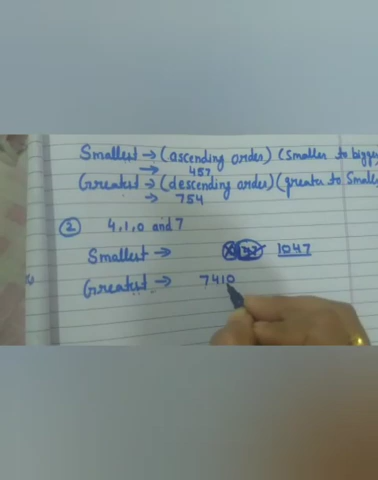 Smallest → (ascending order) (Smaller to bigger
→ 457
Greatest → (descending order) (greater to Smalle
→ 754
② 4,1,0 and 7
Smallest → 1047
Greatest → 7410